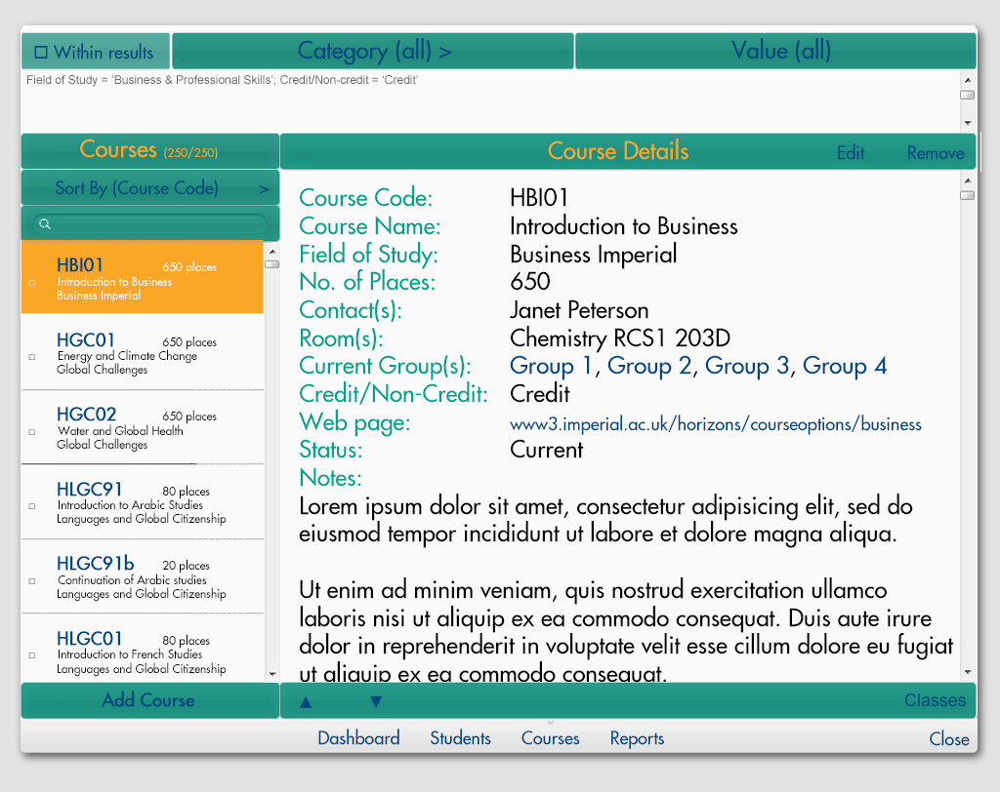 Within results
Category (all) >
Value (all)
Field of Study = ‘Business & Professional Skills’; Credit/Non-credit = ‘Credit’
Courses (250/250)
Sort By (Course Code) >
HBI01 650 places
Introduction to Business
Business Imperial
HGC01 650 places
Energy and Climate Change
Global Challenges
HGC02 650 places
Water and Global Health
Global Challenges
HLGC91 80 places
Introduction to Arabic Studies
Languages and Global Citizenship
HLGC91b 20 places
Continuation of Arabic studies
Languages and Global Citizenship
HLGC01 80 places
Introduction to French Studies
Languages and Global Citizenship
Add Course
Course Details
Edit
Remove
Course Code: HBI01
Course Name: Introduction to Business
Field of Study: Business Imperial
No. of Places: 650
Contact(s): Janet Peterson
Room(s): Chemistry RCS1 203D
Current Group(s): Group 1, Group 2, Group 3, Group 4
Credit/Non-Credit: Credit
Web page: www3.imperial.ac.uk/horizons/courseoptions/business
Status: Current
Notes:
Lorem ipsum dolor sit amet, consectetur adipisicing elit, sed do
eiusmod tempor incididunt ut labore et dolore magna aliqua.
Ut enim ad minim veniam, quis nostrud exercitation ullamco
laboris nisi ut aliquip ex ea commodo consequat. Duis aute irure
dolor in reprehenderit in voluptate velit esse cillum dolore eu fugiat
ut aliquip ex ea commodo consequat.
▲ ▼
Classes
Dashboard Students Courses Reports
Close